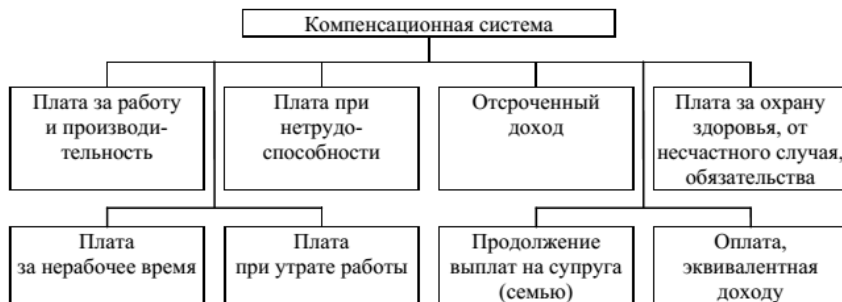 Компенсационная система
Плата за работу
и производи-
тельность
Плата при
нетрудо-
способности
Отсроченный
доход
Плата за охрану
здоровья, от
несчастного случая,
обязательства
Плата
за нерабочее время
Плата
при утрате работы
Продолжение
выплат на супруга
(семью)
Оплата,
эквивалентная
доходу